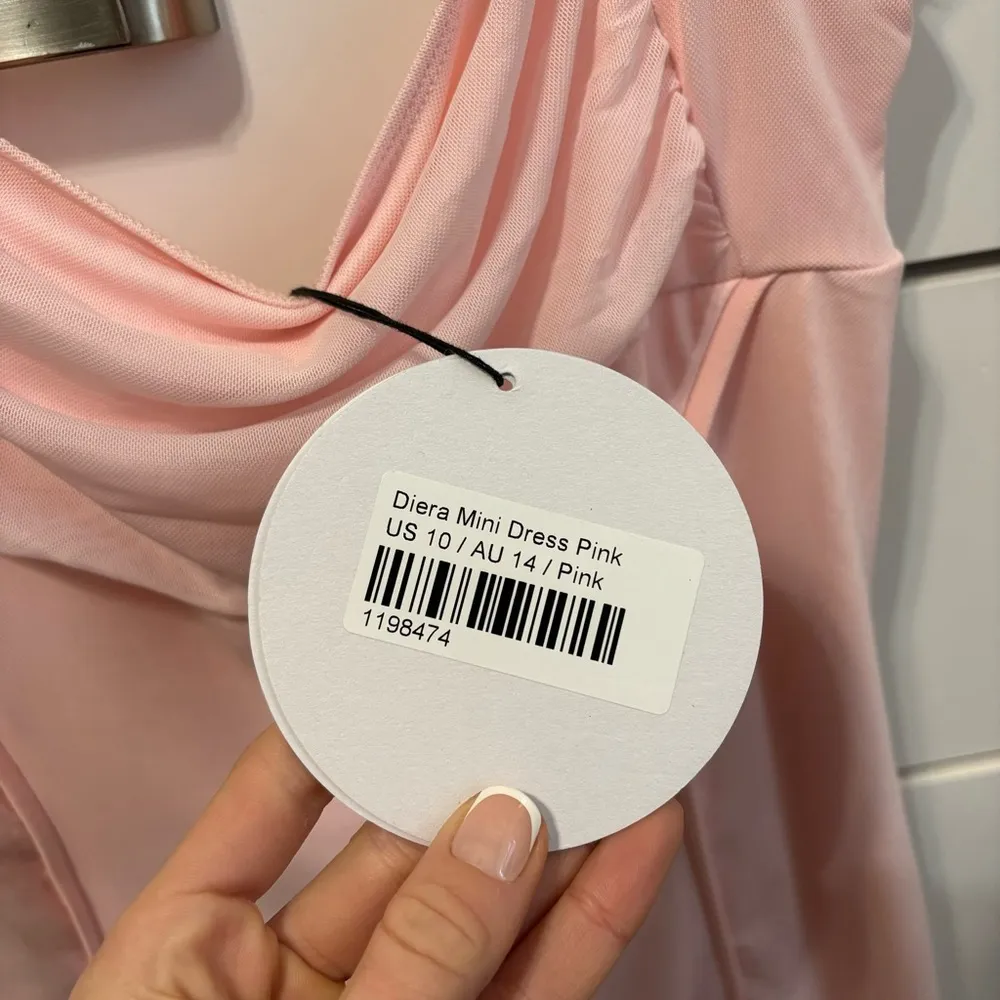 Diera Mini Dress Pink
US 10 / AU 14 / Pink
1198474